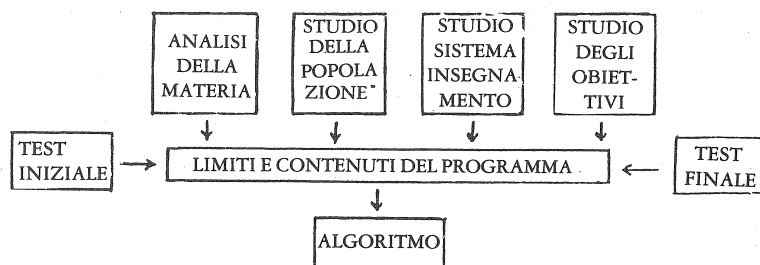 ANALISI
DELLA
MATERIA
STUDIO
DELLA
POPOLA
ZIONE•
STUDIO
SISTEMA
INSEGNA
MENTO
STUDIO
DEGLI
OBIET-
TIVI
TEST
INIZIALE
LIMITI E CONTENUTI DEL PROGRAMMA
TEST
FINALE
ALGORITMO